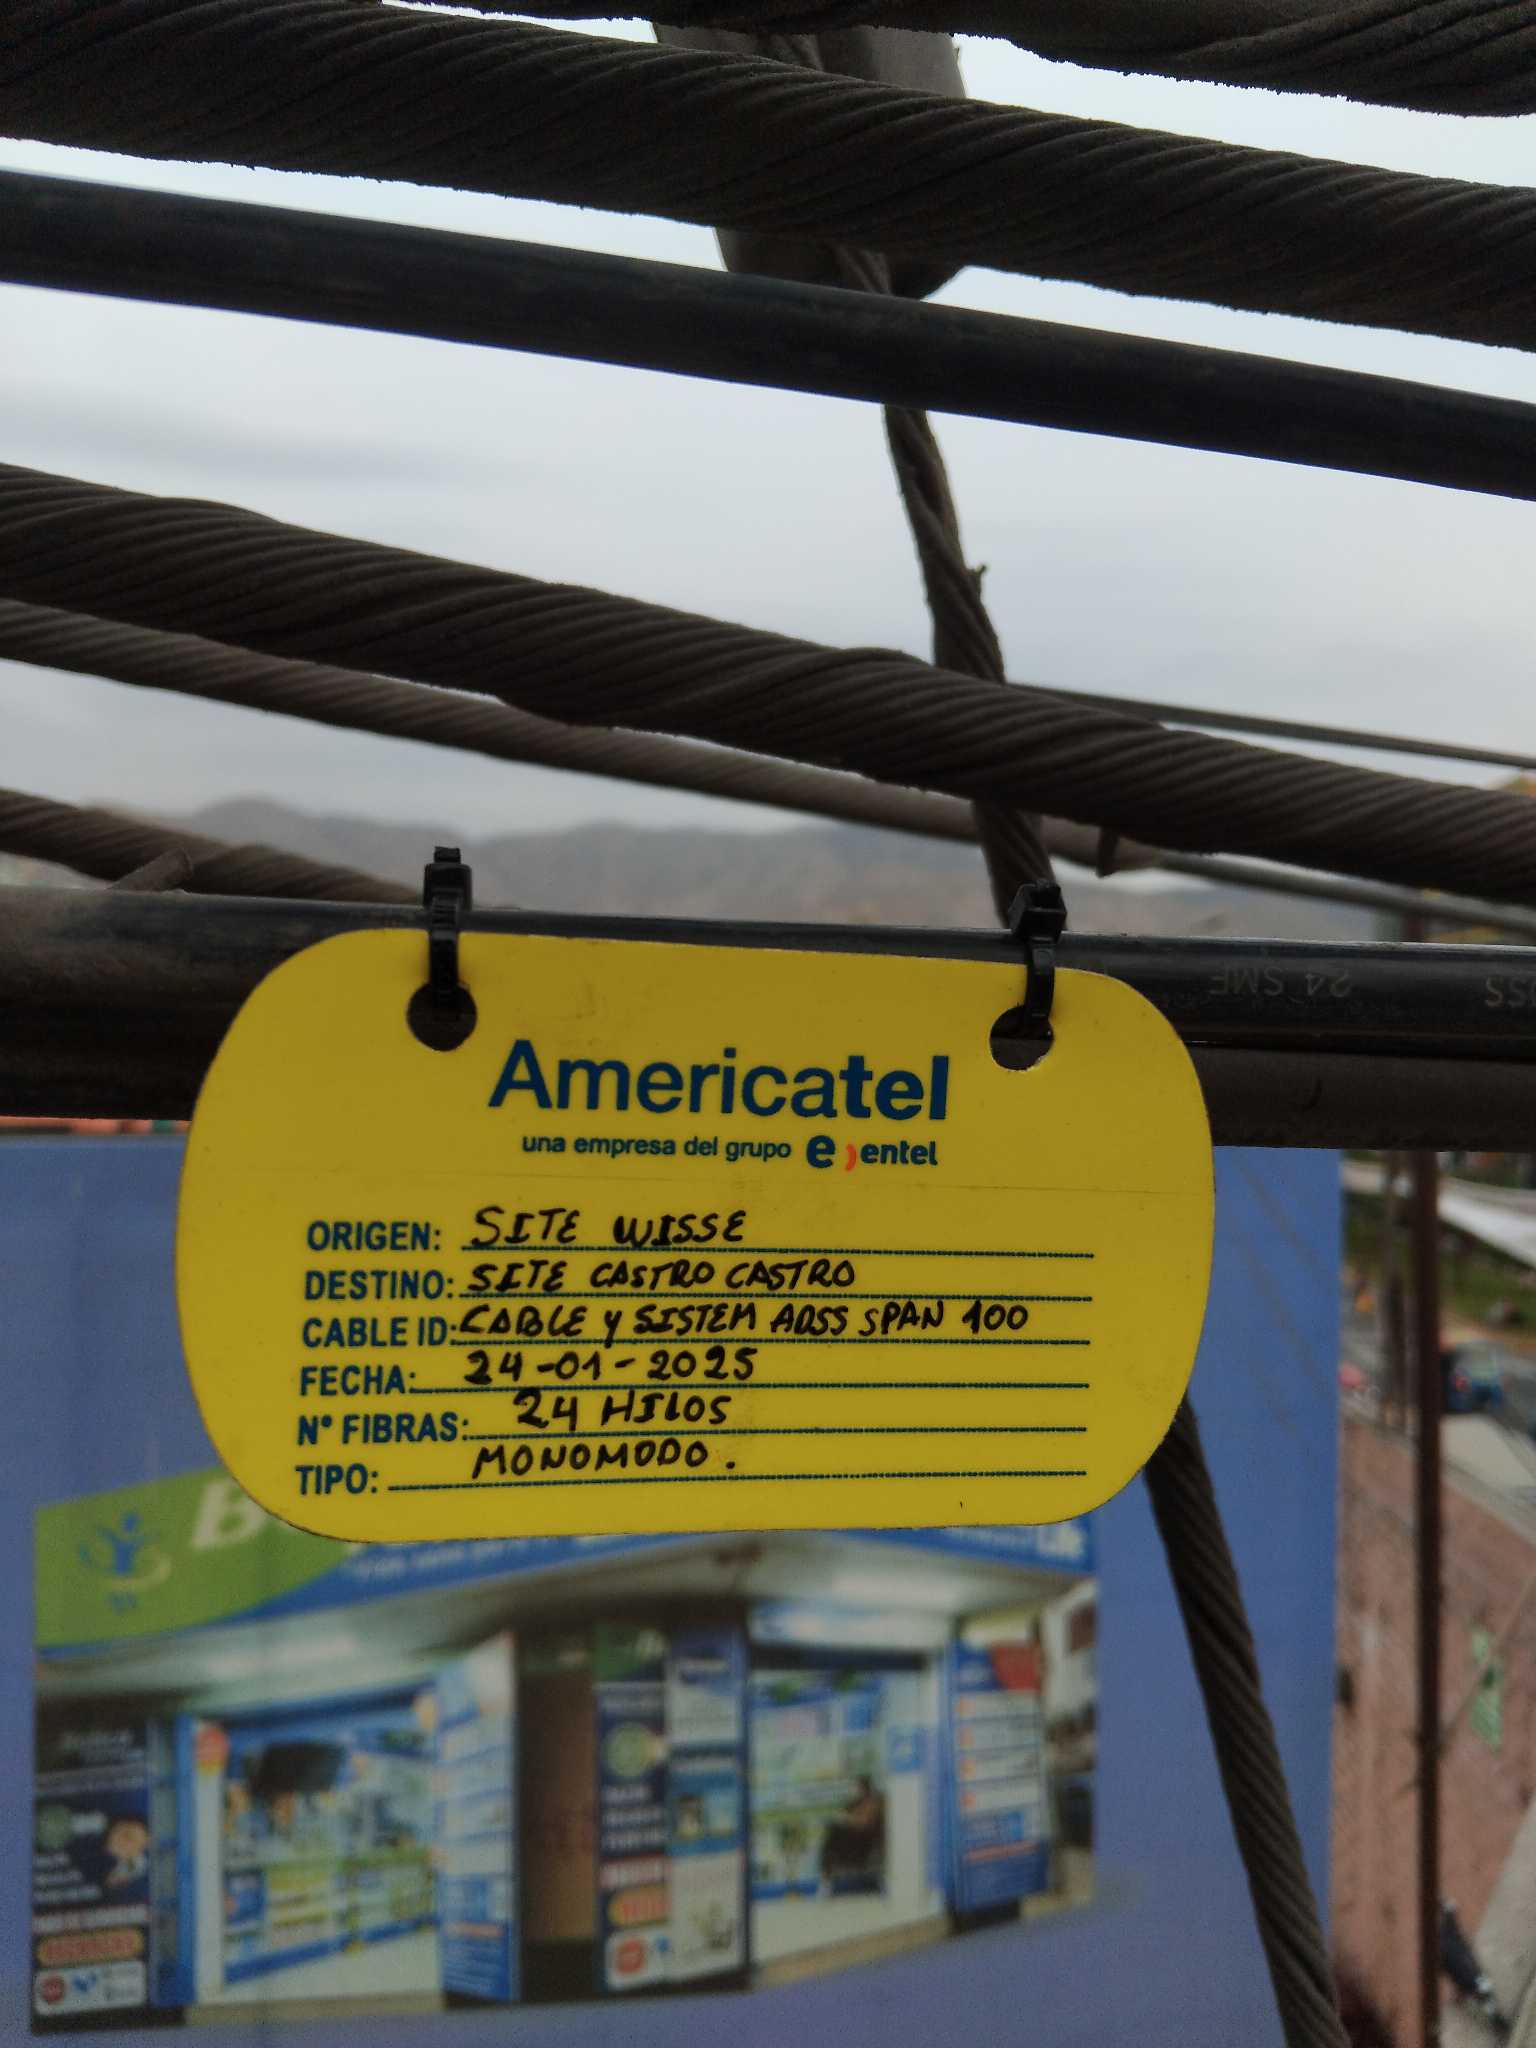 24 SMF
Americatel
una empresa del grupo e)entel
ORIGEN: SITE WISSE
DESTINO: SITE CASTRO CASTRO
CABLE ID: CABLE Y SISTEM ADSS SPAN 100
FECHA: 24-01-2025
N° FIBRAS: 24 HILOS
TIPO: MONOMODO.